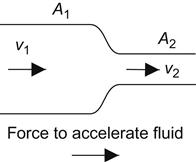 A₁
A₂
v₁
v₂
Force to accelerate fluid